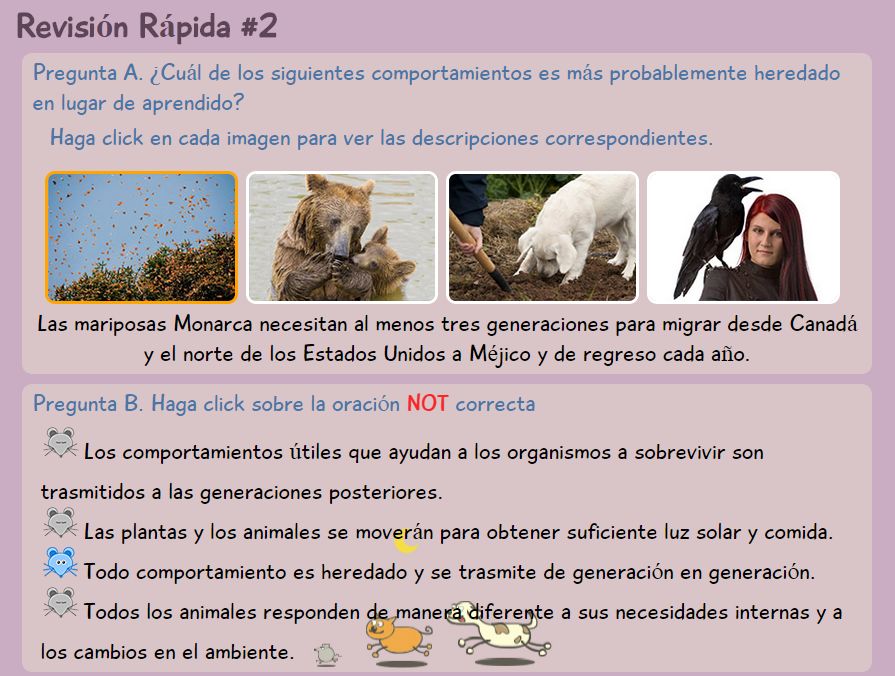 Revisión Rápida #2
Pregunta A. ¿Cuál de los siguientes comportamientos es más probablemente heredado
en lugar de aprendido?
Haga click en cada imagen para ver las descripciones correspondientes.
Las mariposas Monarca necesitan al menos tres generaciones para migrar desde Canadá
y el norte de los Estados Unidos a Méjico y de regreso cada año.
Pregunta B. Haga click sobre la oración NOT correcta
Los comportamientos útiles que ayudan a los organismos a sobrevivir son
trasmitidos a las generaciones posteriores.
Las plantas y los animales se moverán para obtener suficiente luz solar y comida.
Todo comportamiento es heredado y se trasmite de generación en generación.
Todos los animales responden de manera diferente a sus necesidades internas y a
los cambios en el ambiente.